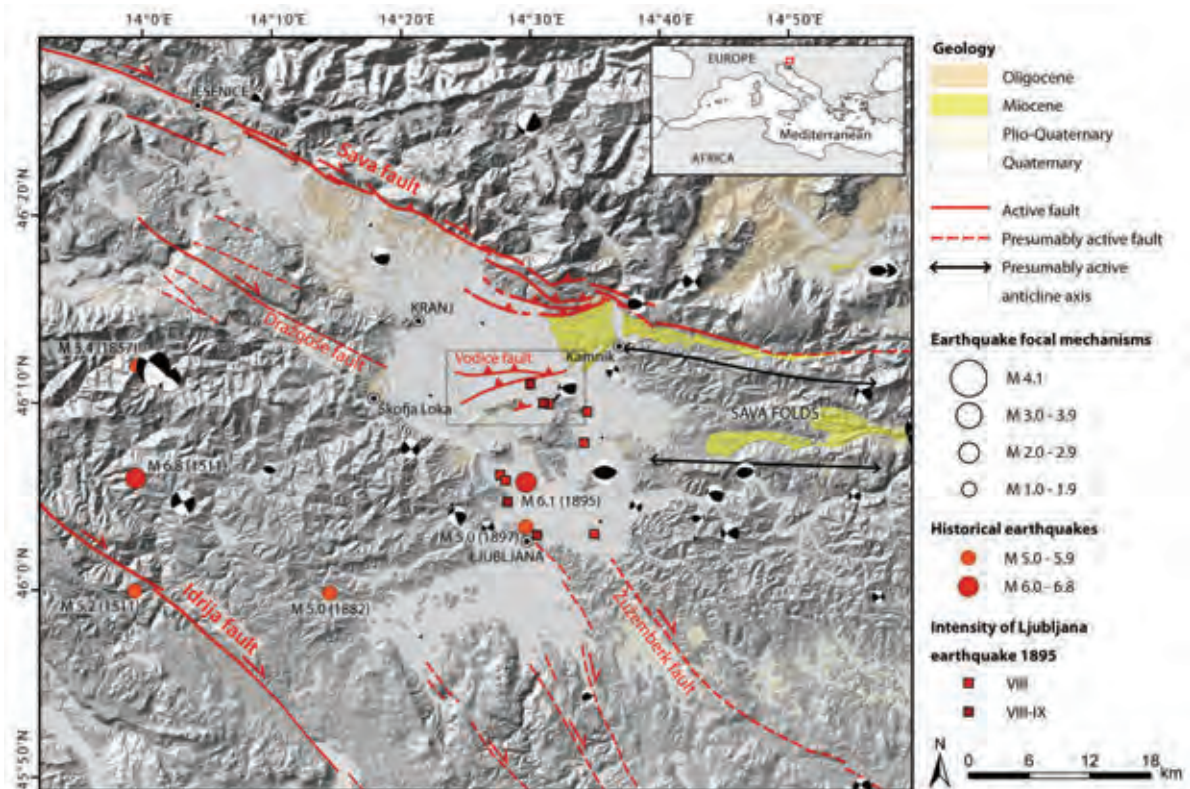 14°0'E
14°10'E
14°20'E
14°30'E
14°40'E
14°50'E
46°20'N
46°10'N
46°0'N
45°50'N
JESENICE
Sava fault
EUROPE
Mediterranean
AFRICA
KRANJ
Dražgoše fault
M 5.4 (1857)
Vodice fault
Kamnik
Škofja Loka
SAVA FOLDS
M 6.8 (1511)
M 6.1 (1895)
M 5.0 (1897)
LJUBLJANA
M 5.2 (1511)
Idrija fault
M 5.0 (1882)
Žužemberk fault
Geology
Oligocene
Miocene
Plio-Quaternary
Quaternary
Active fault
Presumably active fault
Presumably active
anticline axis
Earthquake focal mechanisms
M 4.1
M 3.0 - 3.9
M 2.0 - 2.9
M 1.0 - 1.9
Historical earthquakes
M 5.0 - 5.9
M 6.0 - 6.8
Intensity of Ljubljana
earthquake 1895
VIII
VIII-IX
N
0 6 12 18
km